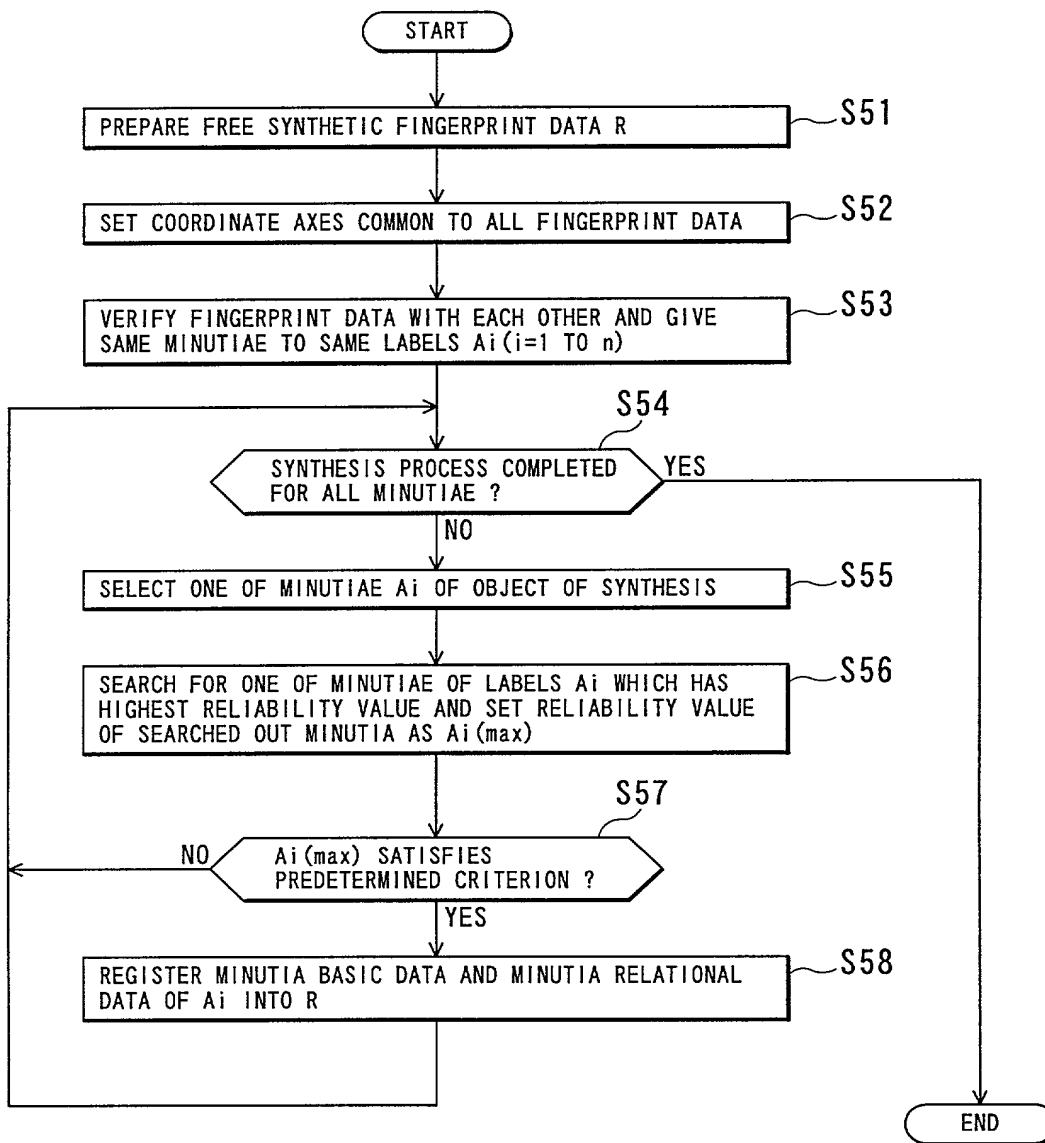 START
PREPARE FREE SYNTHETIC FINGERPRINT DATA R
S51
SET COORDINATE AXES COMMON TO ALL FINGERPRINT DATA
S52
VERIFY FINGERPRINT DATA WITH EACH OTHER AND GIVE
SAME MINUTIAE TO SAME LABELS Ai(i=1 TO n)
S53
S54
SYNTHESIS PROCESS COMPLETED
FOR ALL MINUTIAE ?
YES
NO
SELECT ONE OF MINUTIAE Ai OF OBJECT OF SYNTHESIS
S55
SEARCH FOR ONE OF MINUTIAE OF LABELS Ai WHICH HAS
HIGHEST RELIABILITY VALUE AND SET RELIABILITY VALUE
OF SEARCHED OUT MINUTIA AS Ai(max)
S56
S57
NO
Ai(max) SATISFIES
PREDETERMINED CRITERION ?
YES
REGISTER MINUTIA BASIC DATA AND MINUTIA RELATIONAL
DATA OF Ai INTO R
S58
END